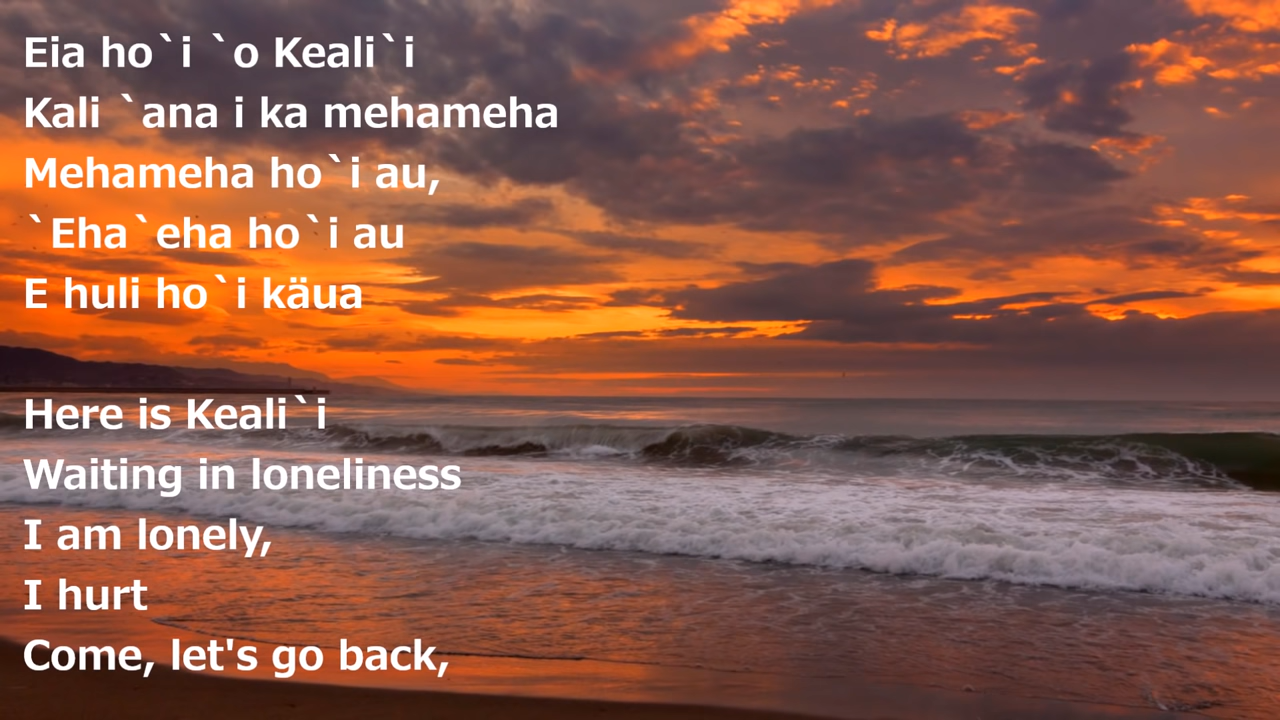 Eia ho`i `o Keali`i
Kali `ana i ka mehameha
Mehameha ho`i au,
`Eha`eha ho`i au
E huli ho`i käua
Here is Keali`i
Waiting in loneliness
I am lonely,
I hurt
Come, let's go back,